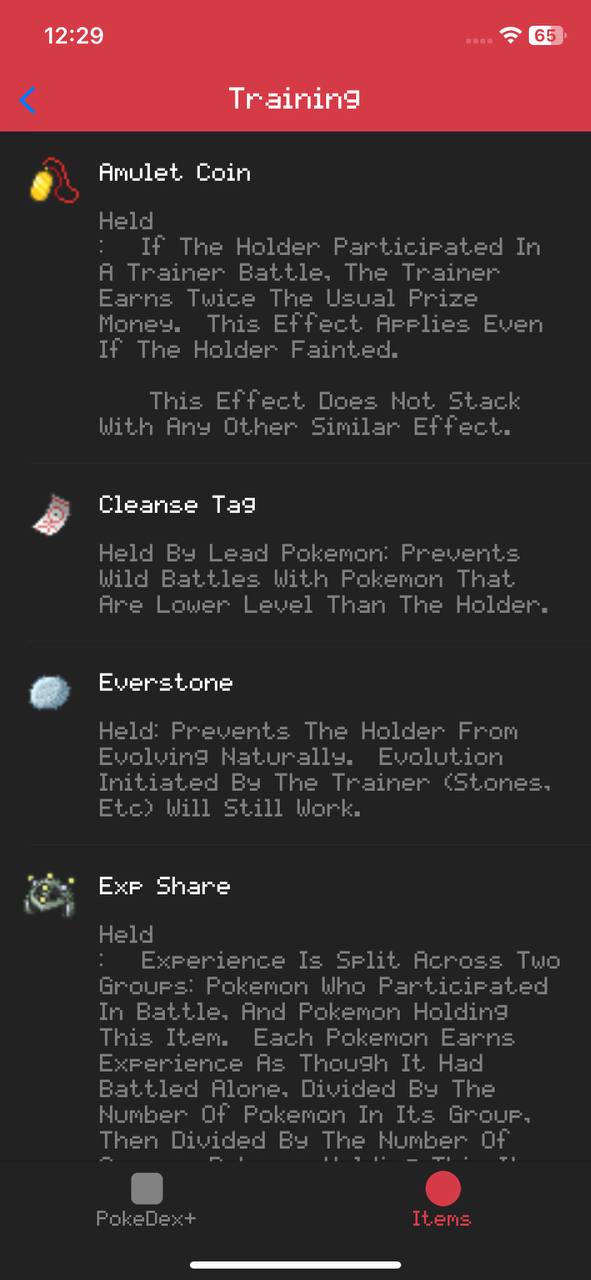 12:29
65
Training
Amulet Coin
Held
: If The Holder Participated In
A Trainer Battle, The Trainer
Earns Twice The Usual Prize
Money. This Effect Applies Even
If The Holder Fainted.
This Effect Does Not Stack
With Any Other Similar Effect.
Cleanse Tag
Held By Lead Pokemon: Prevents
Wild Battles With Pokemon That
Are Lower Level Than The Holder.
Everstone
Held: Prevents The Holder From
Evolving Naturally. Evolution
Initiated By The Trainer (Stones,
Etc) Will Still Work.
Exp Share
Held
: Experience Is Split Across Two
Groups: Pokemon Who Participated
In Battle, And Pokemon Holding
This Item. Each Pokemon Earns
Experience As Though It Had
Battled Alone, Divided By The
Number Of Pokemon In Its Group,
Then Divided By The Number Of
PokeDex+
Items